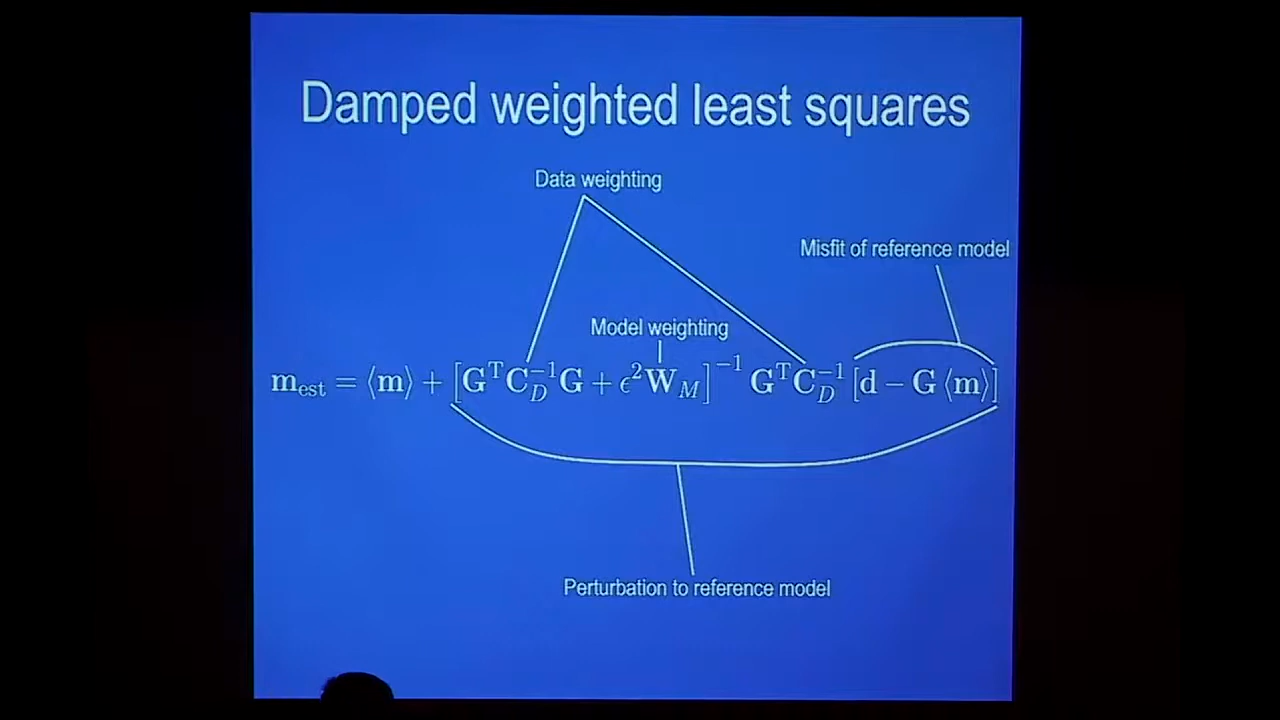 Damped weighted least squares
Data weighting
Misfit of reference model
Model weighting
m_est = ⟨m⟩ + [G^T C_D^{-1} G + ϵ^2 W_M]^{-1} G^T C_D^{-1} [d − G ⟨m⟩]
Perturbation to reference model